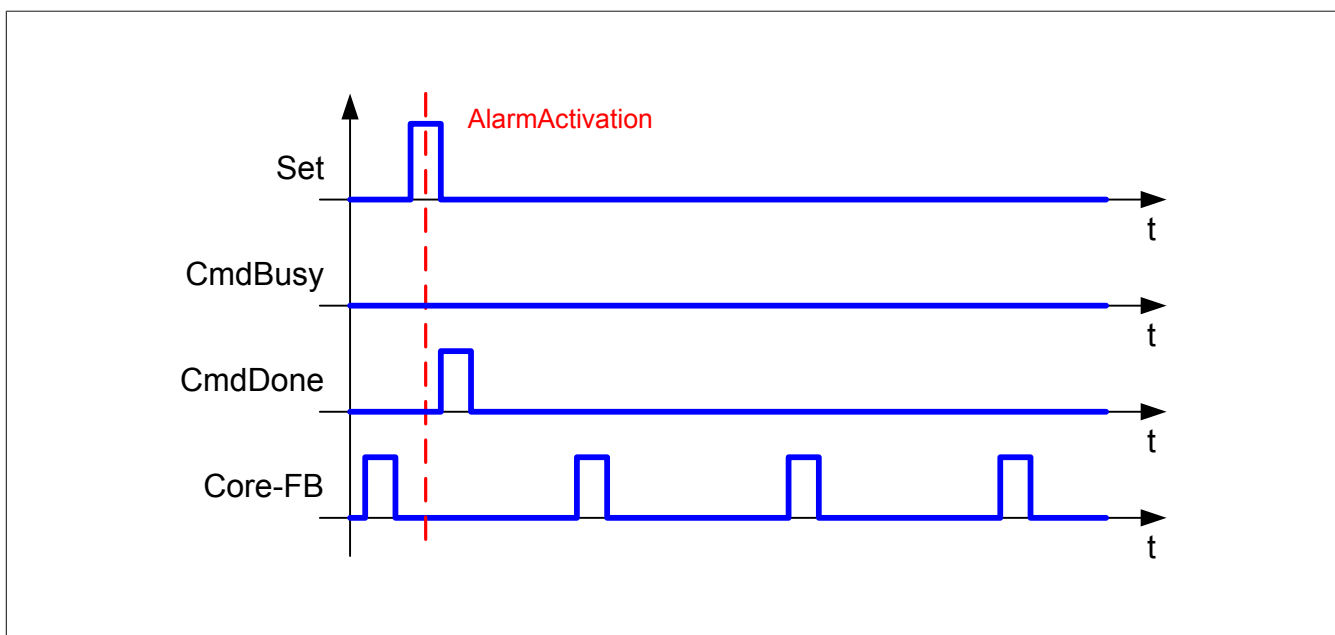 AlarmActivation
Set
t
CmdBusy
t
CmdDone
t
Core-FB
t